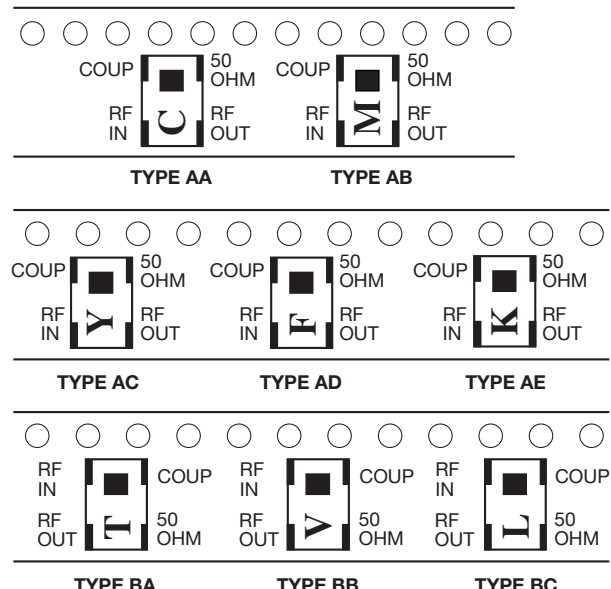 COUP 50 OHM COUP 50 OHM
C M
RF IN RF OUT RF IN RF OUT
TYPE AA TYPE AB
COUP 50 OHM COUP 50 OHM COUP 50 OHM
Y F K
RF IN RF OUT RF IN RF OUT RF IN RF OUT
TYPE AC TYPE AD TYPE AE
RF IN COUP RF IN COUP RF IN COUP
T V L
RF OUT 50 OHM RF OUT 50 OHM RF OUT 50 OHM
TYPE BA TYPE BB TYPE BC